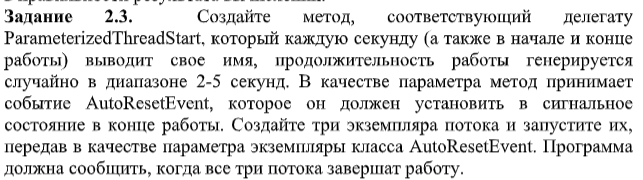 Задание 2.3. Создайте метод, соответствующий делегату
ParameterizedThreadStart, который каждую секунду (а также в начале и конце
работы) выводит свое имя, продолжительность работы генерируется
случайно в диапазоне 2-5 секунд. В качестве параметра метод принимает
событие AutoResetEvent, которое он должен установить в сигнальное
состояние в конце работы. Создайте три экземпляра потока и запустите их,
передав в качестве параметра экземпляры класса AutoResetEvent. Программа
должна сообщить, когда все три потока завершат работу.